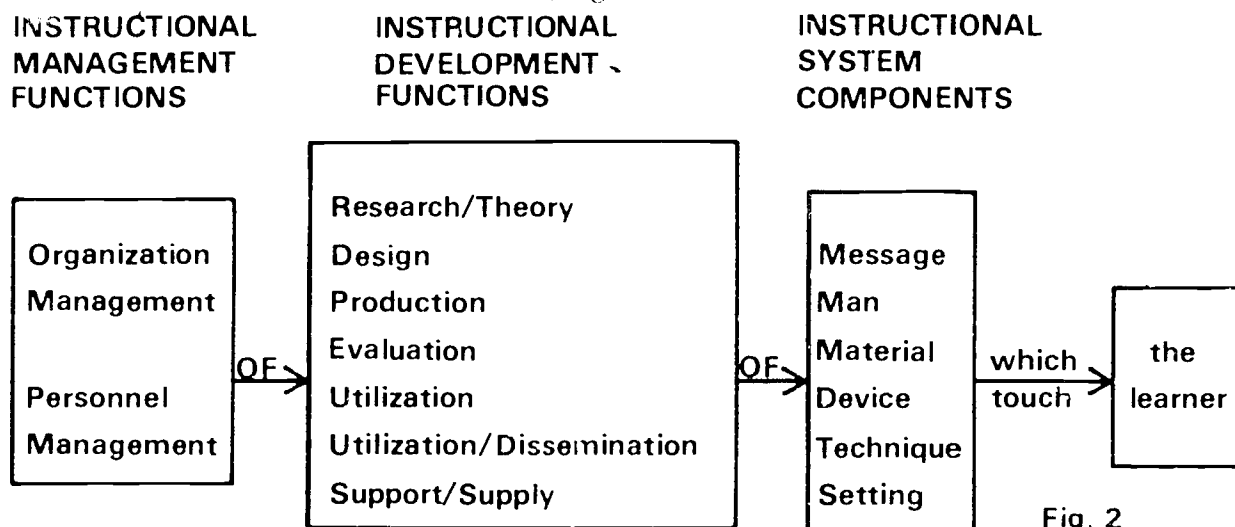 INSTRUCTIONAL
MANAGEMENT
FUNCTIONS
INSTRUCTIONAL
DEVELOPMENT
FUNCTIONS
INSTRUCTIONAL
SYSTEM
COMPONENTS
Organization
Management
Personnel
Management
OF
Research/Theory
Design
Production
Evaluation
Utilization
Utilization/Dissemination
Support/Supply
OF
Message
Man
Material
Device
Technique
Setting
which
touch
the
learner
Fig. 2